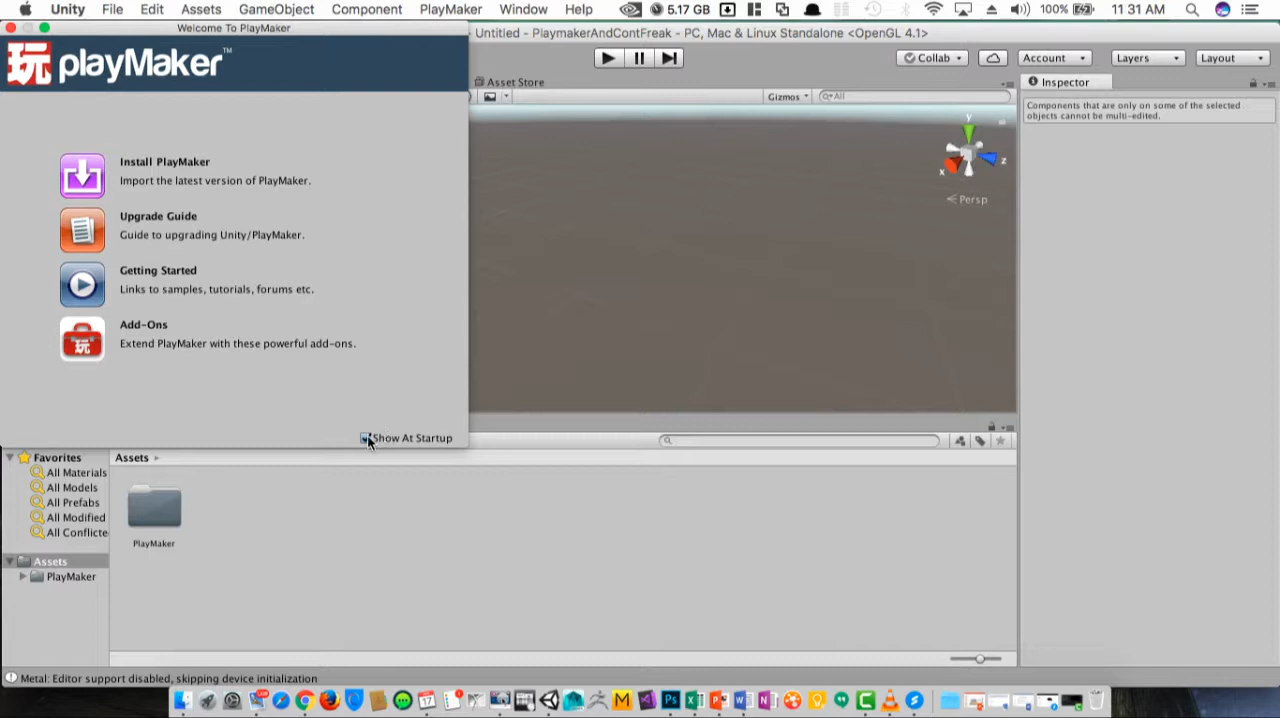 Unity File Edit Assets GameObject Component PlayMaker Window Help 5.17 GB 100% 11:31 AM
Welcome To PlayMaker
Untitled - PlaymakerAndContFreak - PC, Mac & Linux Standalone <OpenGL 4.1>
玩 playMaker™
Collab Account Layers Layout
Asset Store
Inspector
Gizmos All
Components that are only on some of the selected
objects cannot be multi-edited.
y
x
z
Persp
Install PlayMaker
Import the latest version of PlayMaker.
Upgrade Guide
Guide to upgrading Unity/PlayMaker.
Getting Started
Links to samples, tutorials, forums etc.
玩
Add-Ons
Extend PlayMaker with these powerful add-ons.
Show At Startup
Favorites
All Materials
All Models
All Prefabs
All Modified
All Conflicte
Assets
PlayMaker
Assets
PlayMaker
Metal: Editor support disabled, skipping device initialization